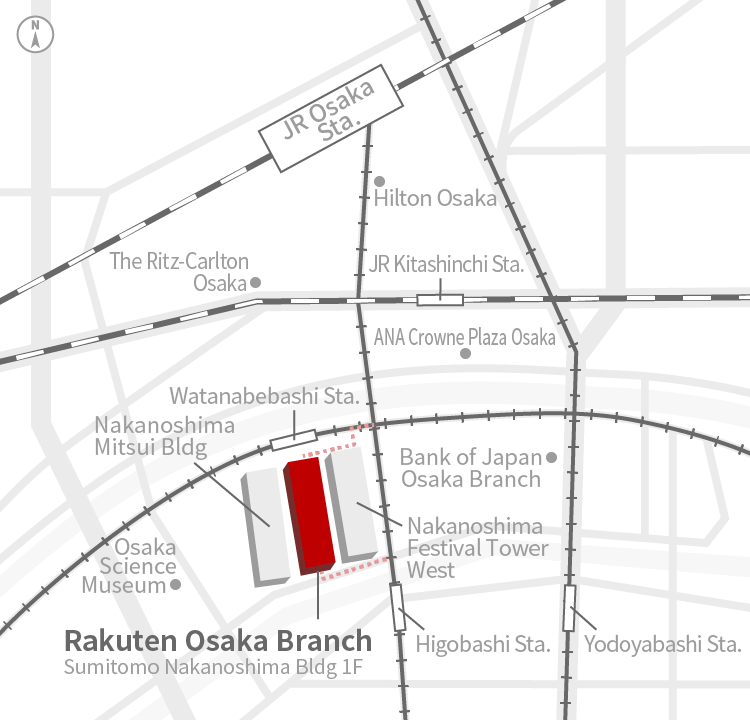 N
JR Osaka
Sta.
Hilton Osaka
The Ritz-Carlton
Osaka
JR Kitashinchi Sta.
ANA Crowne Plaza Osaka
Watanabebashi Sta.
Nakanoshima
Mitsui Bldg
Bank of Japan
Osaka Branch
Nakanoshima
Festival Tower
West
Osaka
Science
Museum
Rakuten Osaka Branch
Sumitomo Nakanoshima Bldg 1F
Higobashi Sta.
Yodoyabashi Sta.